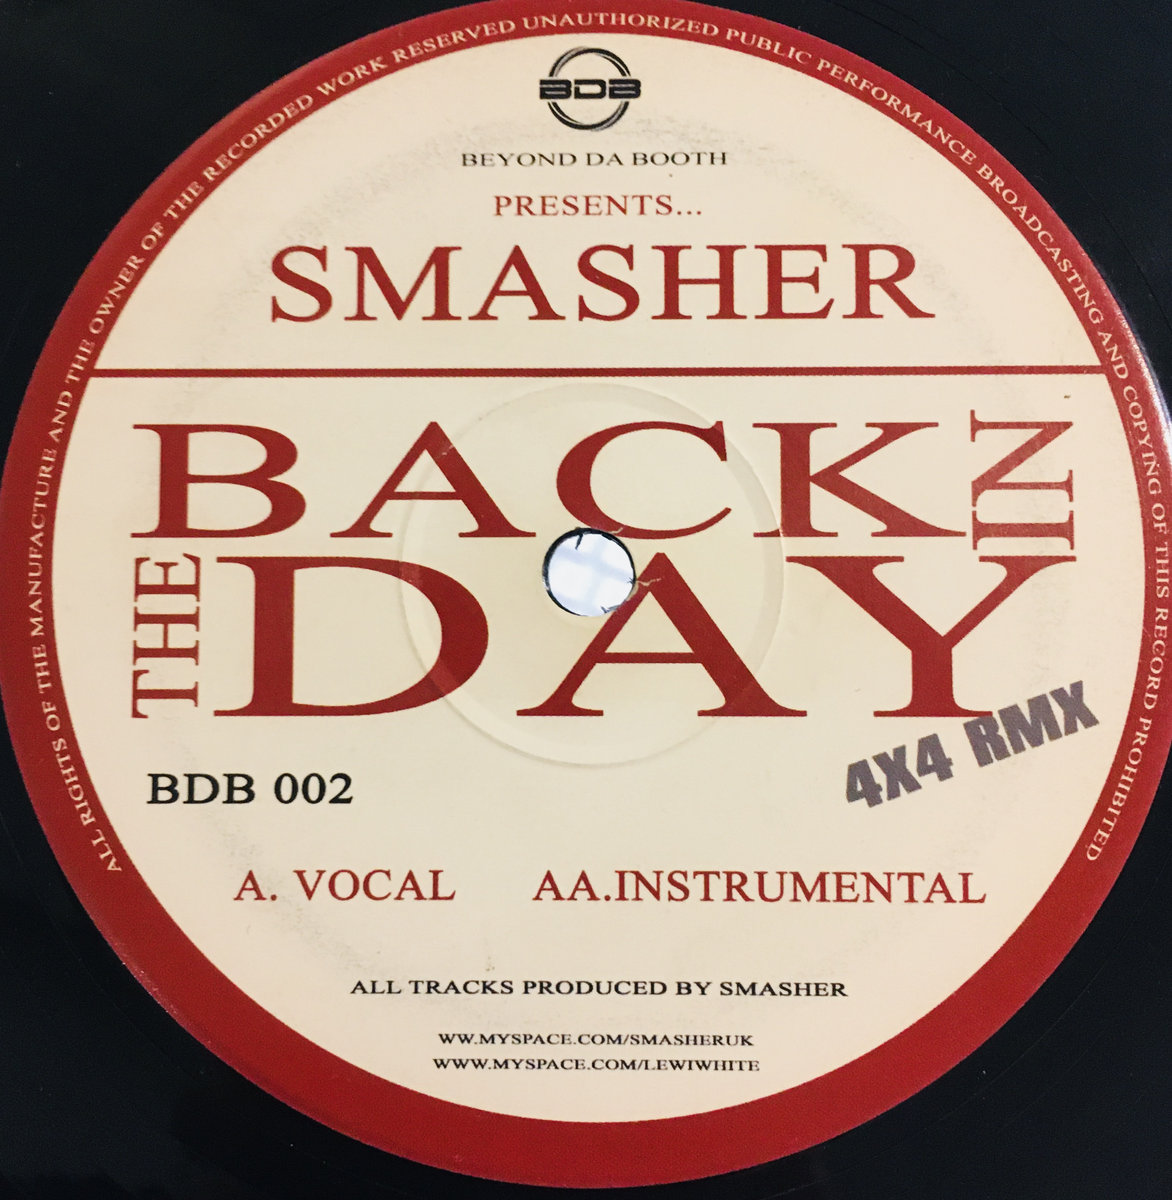 ALL RIGHTS OF THE MANUFACTURE AND THE OWNER OF THE RECORDED WORK RESERVED UNAUTHORIZED PUBLIC PERFORMANCE BROADCASTING AND COPYING OF THIS RECORD PROHIBITED
BDB
BEYOND DA BOOTH
PRESENTS...
SMASHER
BACK IN
THE DAY
4X4 RMX
BDB 002
A. VOCAL AA.INSTRUMENTAL
ALL TRACKS PRODUCED BY SMASHER
WW.MYSPACE.COM/SMASHERUK
WWW.MYSPACE.COM/LEWIWHITE